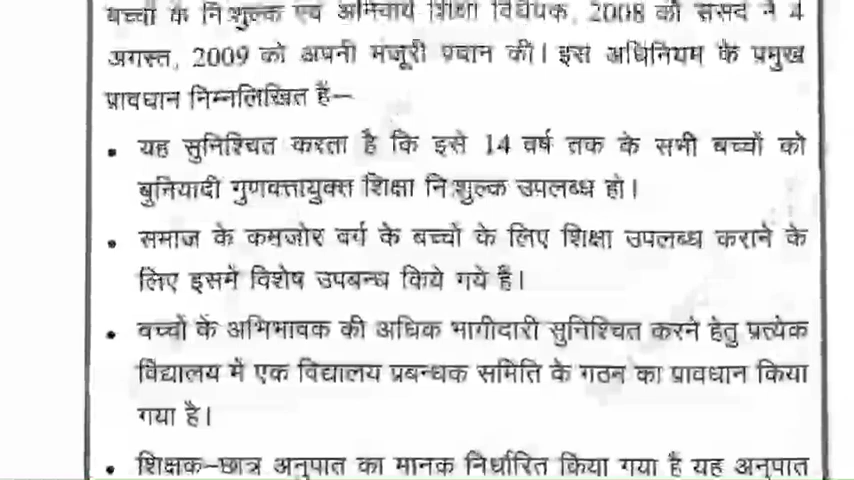 बच्चों के निःशुल्क एवं अनिवार्य शिक्षा विधेयक, 2008 को संसद ने 4
अगस्त, 2009 को अपनी मंजूरी प्रदान की। इस अधिनियम के प्रमुख
प्रावधान निम्नलिखित हैं—
• यह सुनिश्चित करता है कि इसे 14 वर्ष तक के सभी बच्चों को
बुनियादी गुणवत्तायुक्त शिक्षा निःशुल्क उपलब्ध हो।
• समाज के कमजोर वर्ग के बच्चों के लिए शिक्षा उपलब्ध कराने के
लिए इसमें विशेष उपबन्ध किये गये हैं।
• बच्चों के अभिभावक की अधिक भागीदारी सुनिश्चित करने हेतु प्रत्येक
विद्यालय में एक विद्यालय प्रबन्धक समिति के गठन का प्रावधान किया
गया है।
• शिक्षक–छात्र अनुपात का मानक निर्धारित किया गया है यह अनुपात